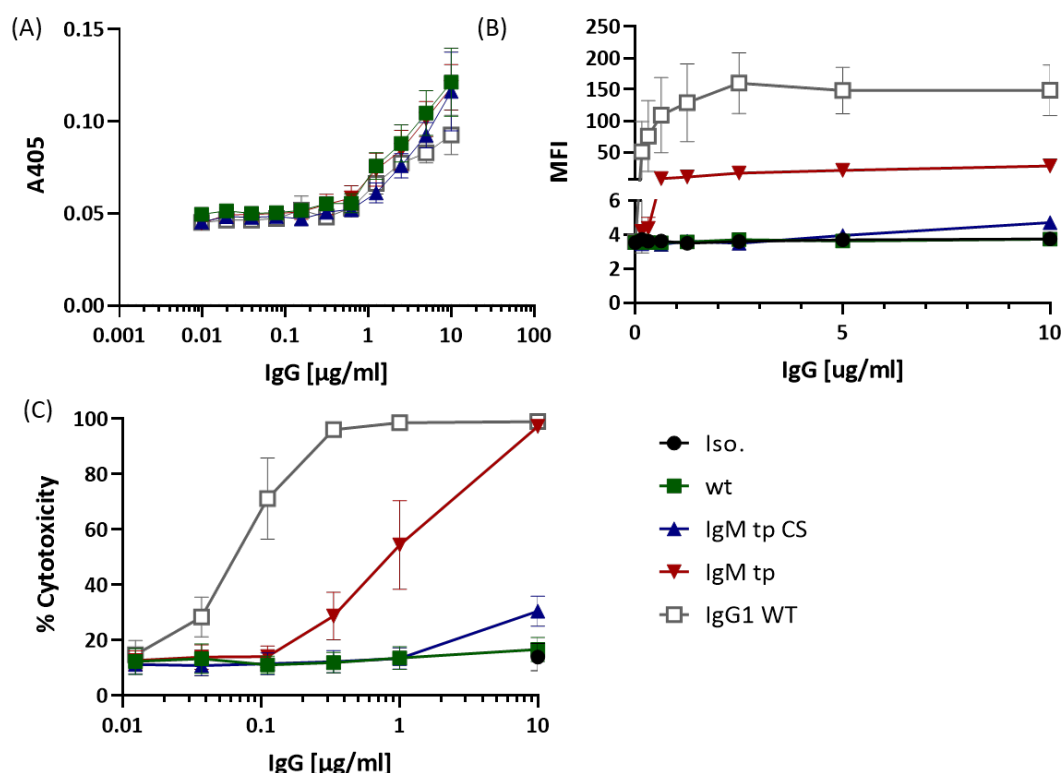 (A)
0.15
0.10
0.05
0.00
A405
0.001
0.01
0.1
1
10
100
IgG [µg/ml]
(B)
250
200
150
100
50
6
4
2
0
MFI
0
5
10
IgG [ug/ml]
(C)
100
80
60
40
20
0
% Cytotoxicity
0.01
0.1
1
10
IgG [µg/ml]
Iso.
wt
IgM tp CS
IgM tp
IgG1 WT